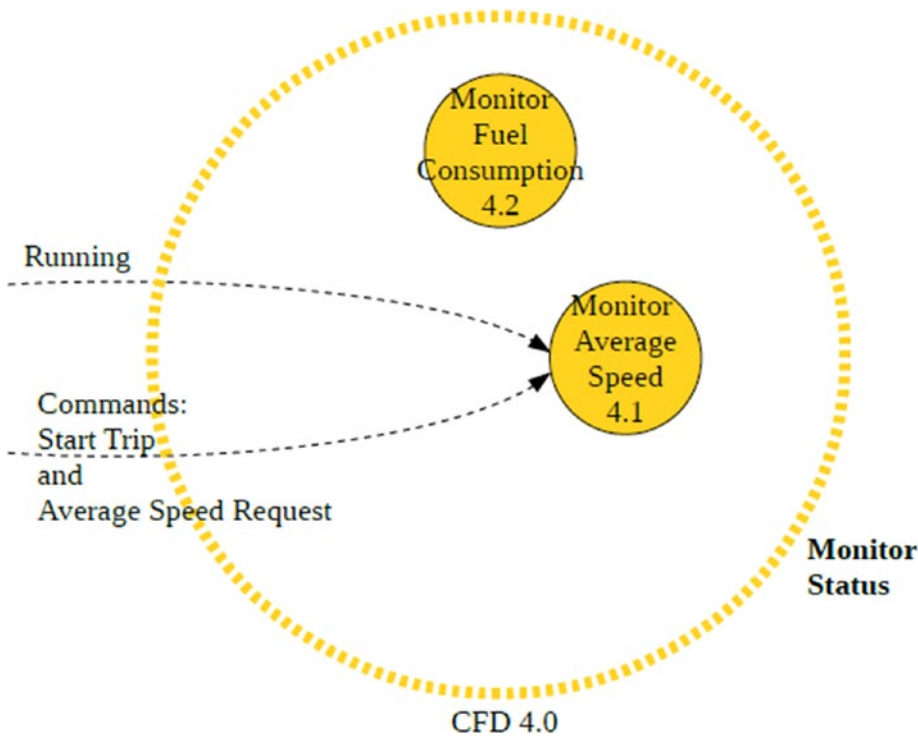 Monitor
Fuel
Consumption
4.2
Running
Monitor
Average
Speed
4.1
Commands:
Start Trip
and
Average Speed Request
Monitor
Status
CFD 4.0